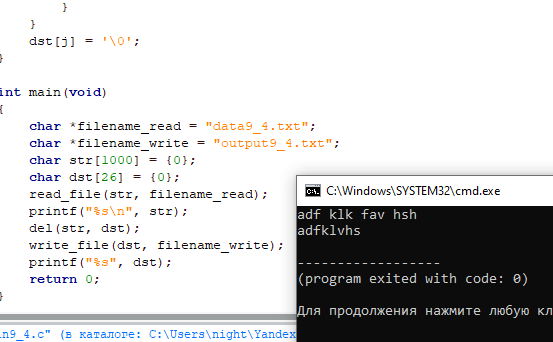 }
}
dst[j] = '\0';
}
int main(void)
{
char *filename_read = "data9_4.txt";
char *filename_write = "output9_4.txt";
char str[1000] = {0};
char dst[26] = {0};
read_file(str, filename_read);
printf("%s\n", str);
del(str, dst);
write_file(dst, filename_write);
printf("%s", dst);
return 0;
}
C:\Windows\SYSTEM32\cmd.exe
adf klk fav hsh
adfklvhs
------------------
(program exited with code: 0)
Для продолжения нажмите любую кл
in9_4.c" (в каталоге: C:\Users\night\Yandex